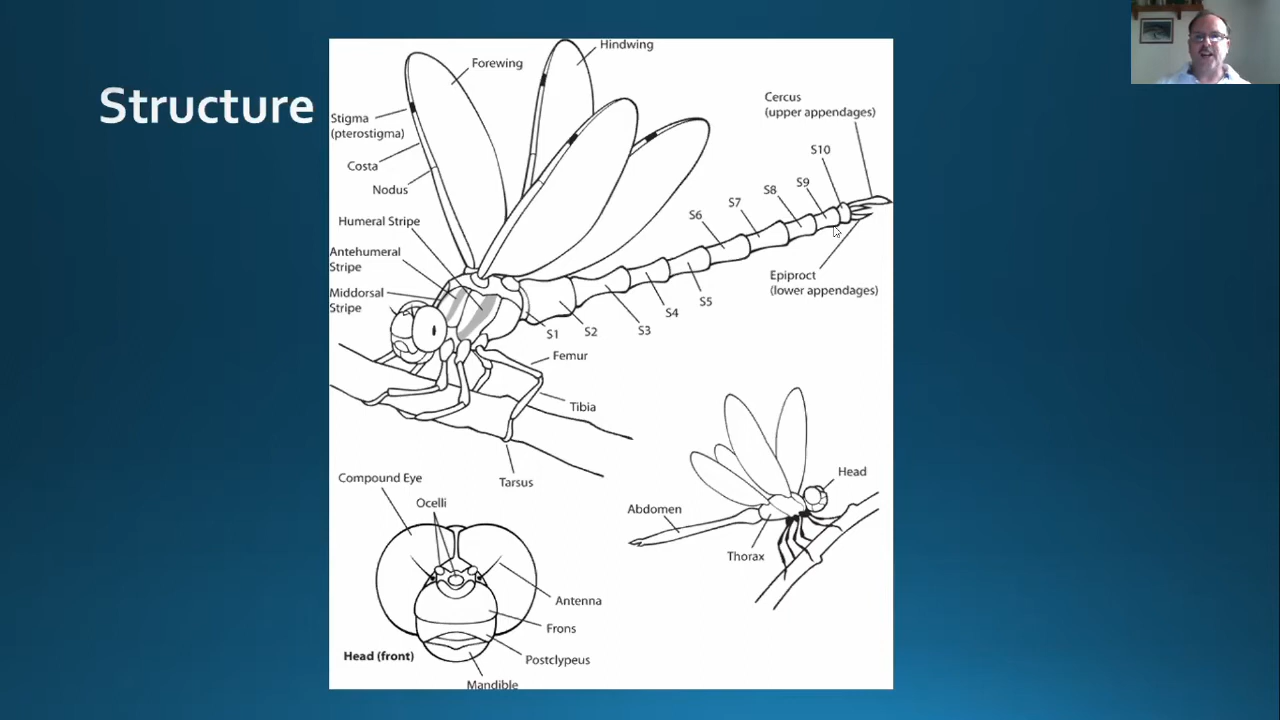 Structure
Hindwing
Forewing
Stigma
(pterostigma)
Costa
Nodus
Humeral Stripe
Antehumeral
Stripe
Middorsal
Stripe
Cercus
(upper appendages)
S10
S9
S8
S7
S6
Epiproct
(lower appendages)
S5
S4
S3
S2
S1
Femur
Tibia
Tarsus
Compound Eye
Ocelli
Antenna
Frons
Postclypeus
Head (front)
Mandible
Head
Abdomen
Thorax